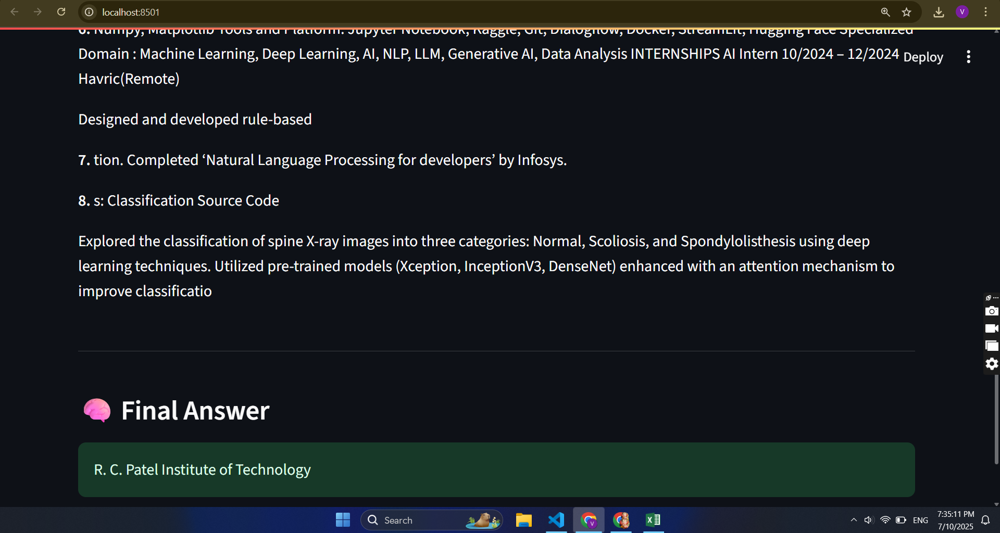 localhost:8501
V
6. Numpy, Matplotlib Tools and Platform: Jupyter Notebook, Kaggle, Git, Dialogflow, Docker, StreamLit, Hugging Face Specialized
Domain : Machine Learning, Deep Learning, AI, NLP, LLM, Generative AI, Data Analysis INTERNSHIPS AI Intern 10/2024 – 12/2024
Deploy
Havric(Remote)
Designed and developed rule-based
7. tion. Completed ‘Natural Language Processing for developers’ by Infosys.
8. s: Classification Source Code
Explored the classification of spine X-ray images into three categories: Normal, Scoliosis, and Spondylolisthesis using deep
learning techniques. Utilized pre-trained models (Xception, InceptionV3, DenseNet) enhanced with an attention mechanism to
improve classificatio
Final Answer
R. C. Patel Institute of Technology
Search
V
ENG
7:35:11 PM
7/10/2025